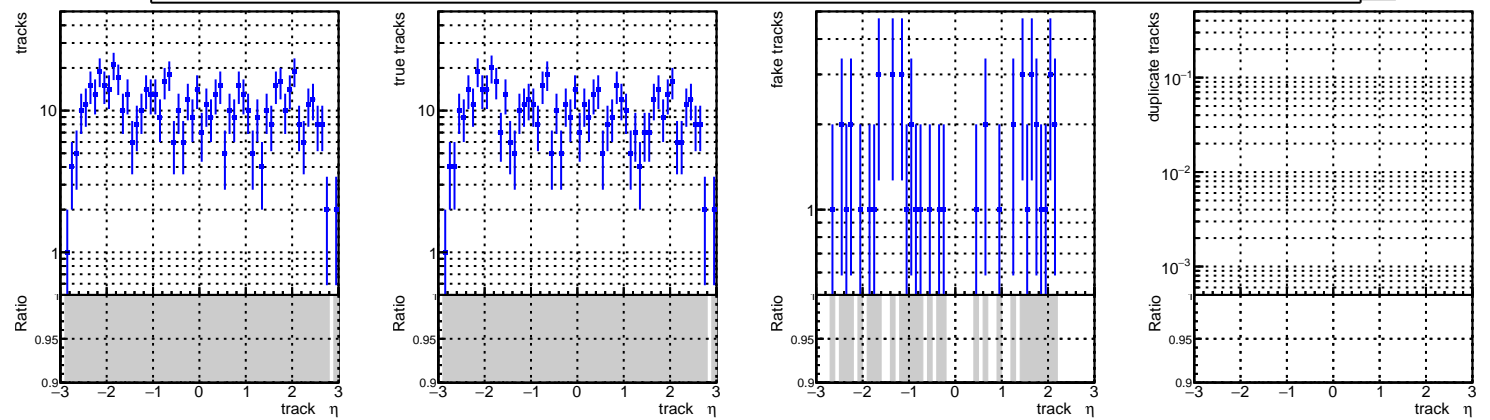 tracks
10
1
Ratio
1
0.95
0.9
−3 −2 −1 0 1 2 3
track η
true tracks
10
1
Ratio
1
0.95
0.9
−3 −2 −1 0 1 2 3
track η
fake tracks
1
Ratio
1
0.95
0.9
−3 −2 −1 0 1 2 3
track η
duplicate tracks
10⁻¹
10⁻²
10⁻³
Ratio
1
0.95
0.9
−3 −2 −1 0 1 2 3
track η